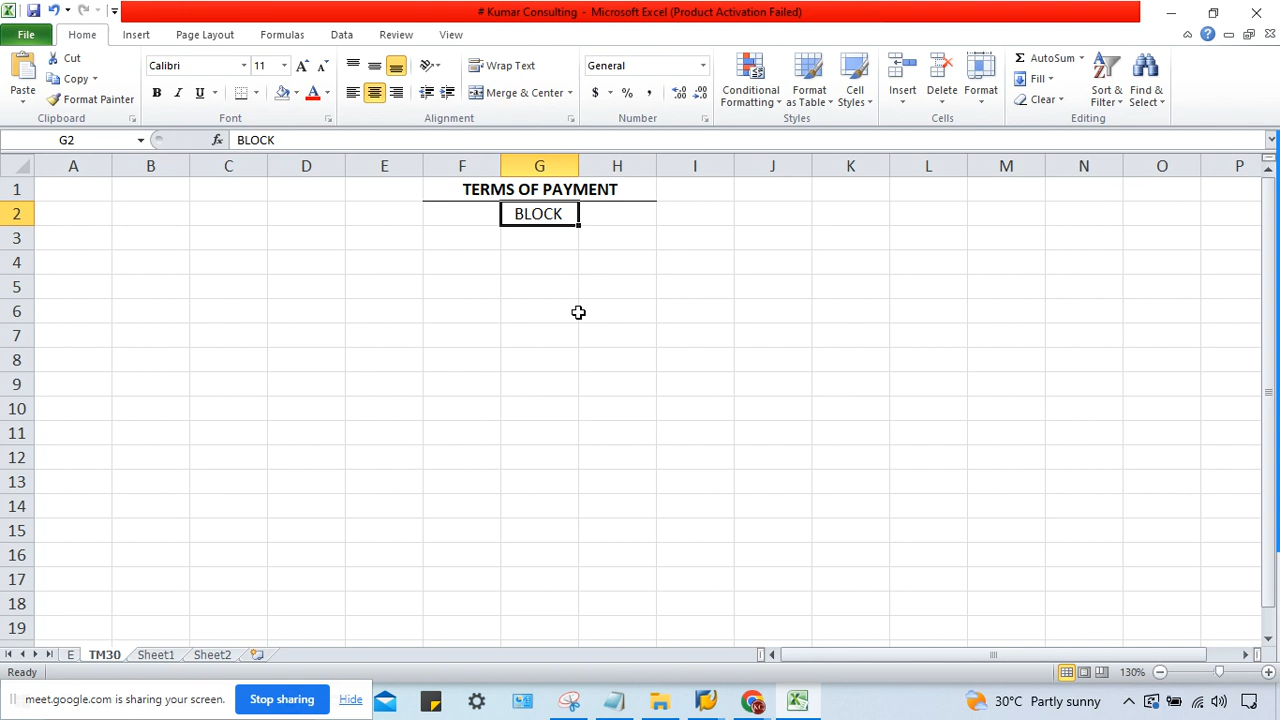 # Kumar Consulting - Microsoft Excel (Product Activation Failed)
File Home Insert Page Layout Formulas Data Review View
Paste
Cut
Copy
Format Painter
Clipboard
Calibri 11
B I U A
Font
Wrap Text
Merge & Center
Alignment
General
$ % ,
Number
Conditional Formatting
Format as Table
Cell Styles
Styles
Insert Delete Format
Cells
Σ AutoSum
Fill
Clear
Sort & Filter
Find & Select
Editing
G2 fx BLOCK
A B C D E F G H I J K L M N O P
1 TERMS OF PAYMENT
2 BLOCK
3
4
5
6
7
8
9
10
11
12
13
14
15
16
17
18
19
E TM30 Sheet1 Sheet2
Ready 130%
meet.google.com is sharing your screen. Stop sharing Hide
30°C Partly sunny